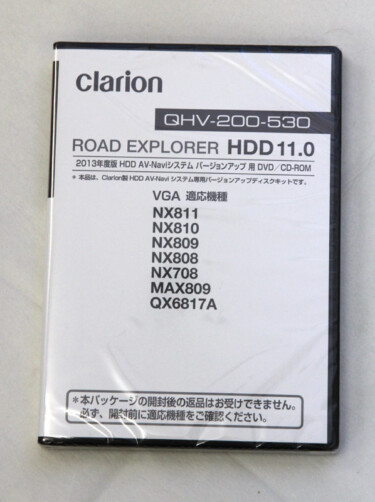 clarion
QHV-200-530
ROAD EXPLORER HDD 11.0
2013年度版 HDD AV-Naviシステム バージョンアップ 用 DVD/CD-ROM
＊本品は、Clarion製 HDD AV-Navi システム専用バージョンアップディスクキットです。
VGA 適応機種
NX811
NX810
NX809
NX808
NX708
MAX809
QX6817A
＊本パッケージの開封後の返品はお受けできません。
必ず、開封前に適応機種をご確認ください。